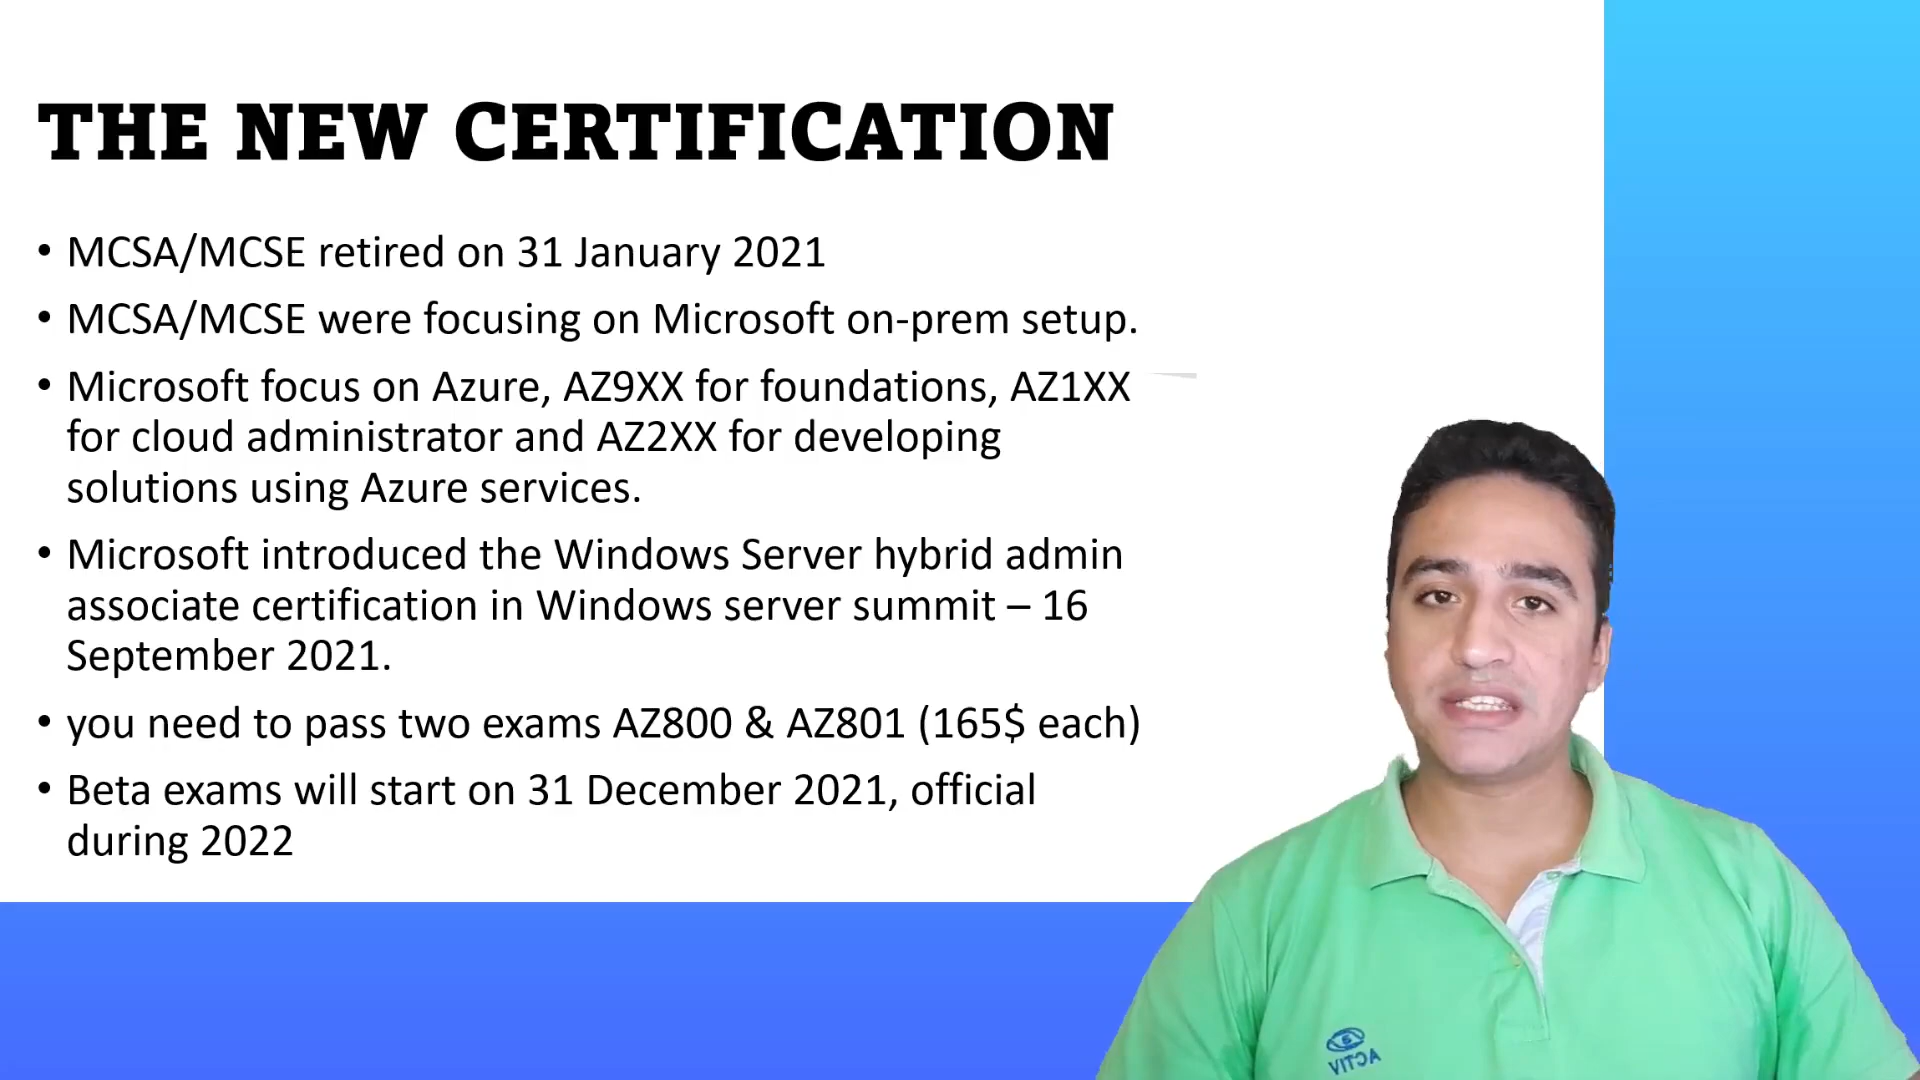 THE NEW CERTIFICATION
• MCSA/MCSE retired on 31 January 2021
• MCSA/MCSE were focusing on Microsoft on-prem setup.
• Microsoft focus on Azure, AZ9XX for foundations, AZ1XX
for cloud administrator and AZ2XX for developing
solutions using Azure services.
• Microsoft introduced the Windows Server hybrid admin
associate certification in Windows server summit – 16
September 2021.
• you need to pass two exams AZ800 & AZ801 (165$ each)
• Beta exams will start on 31 December 2021, official
during 2022
ACTIV